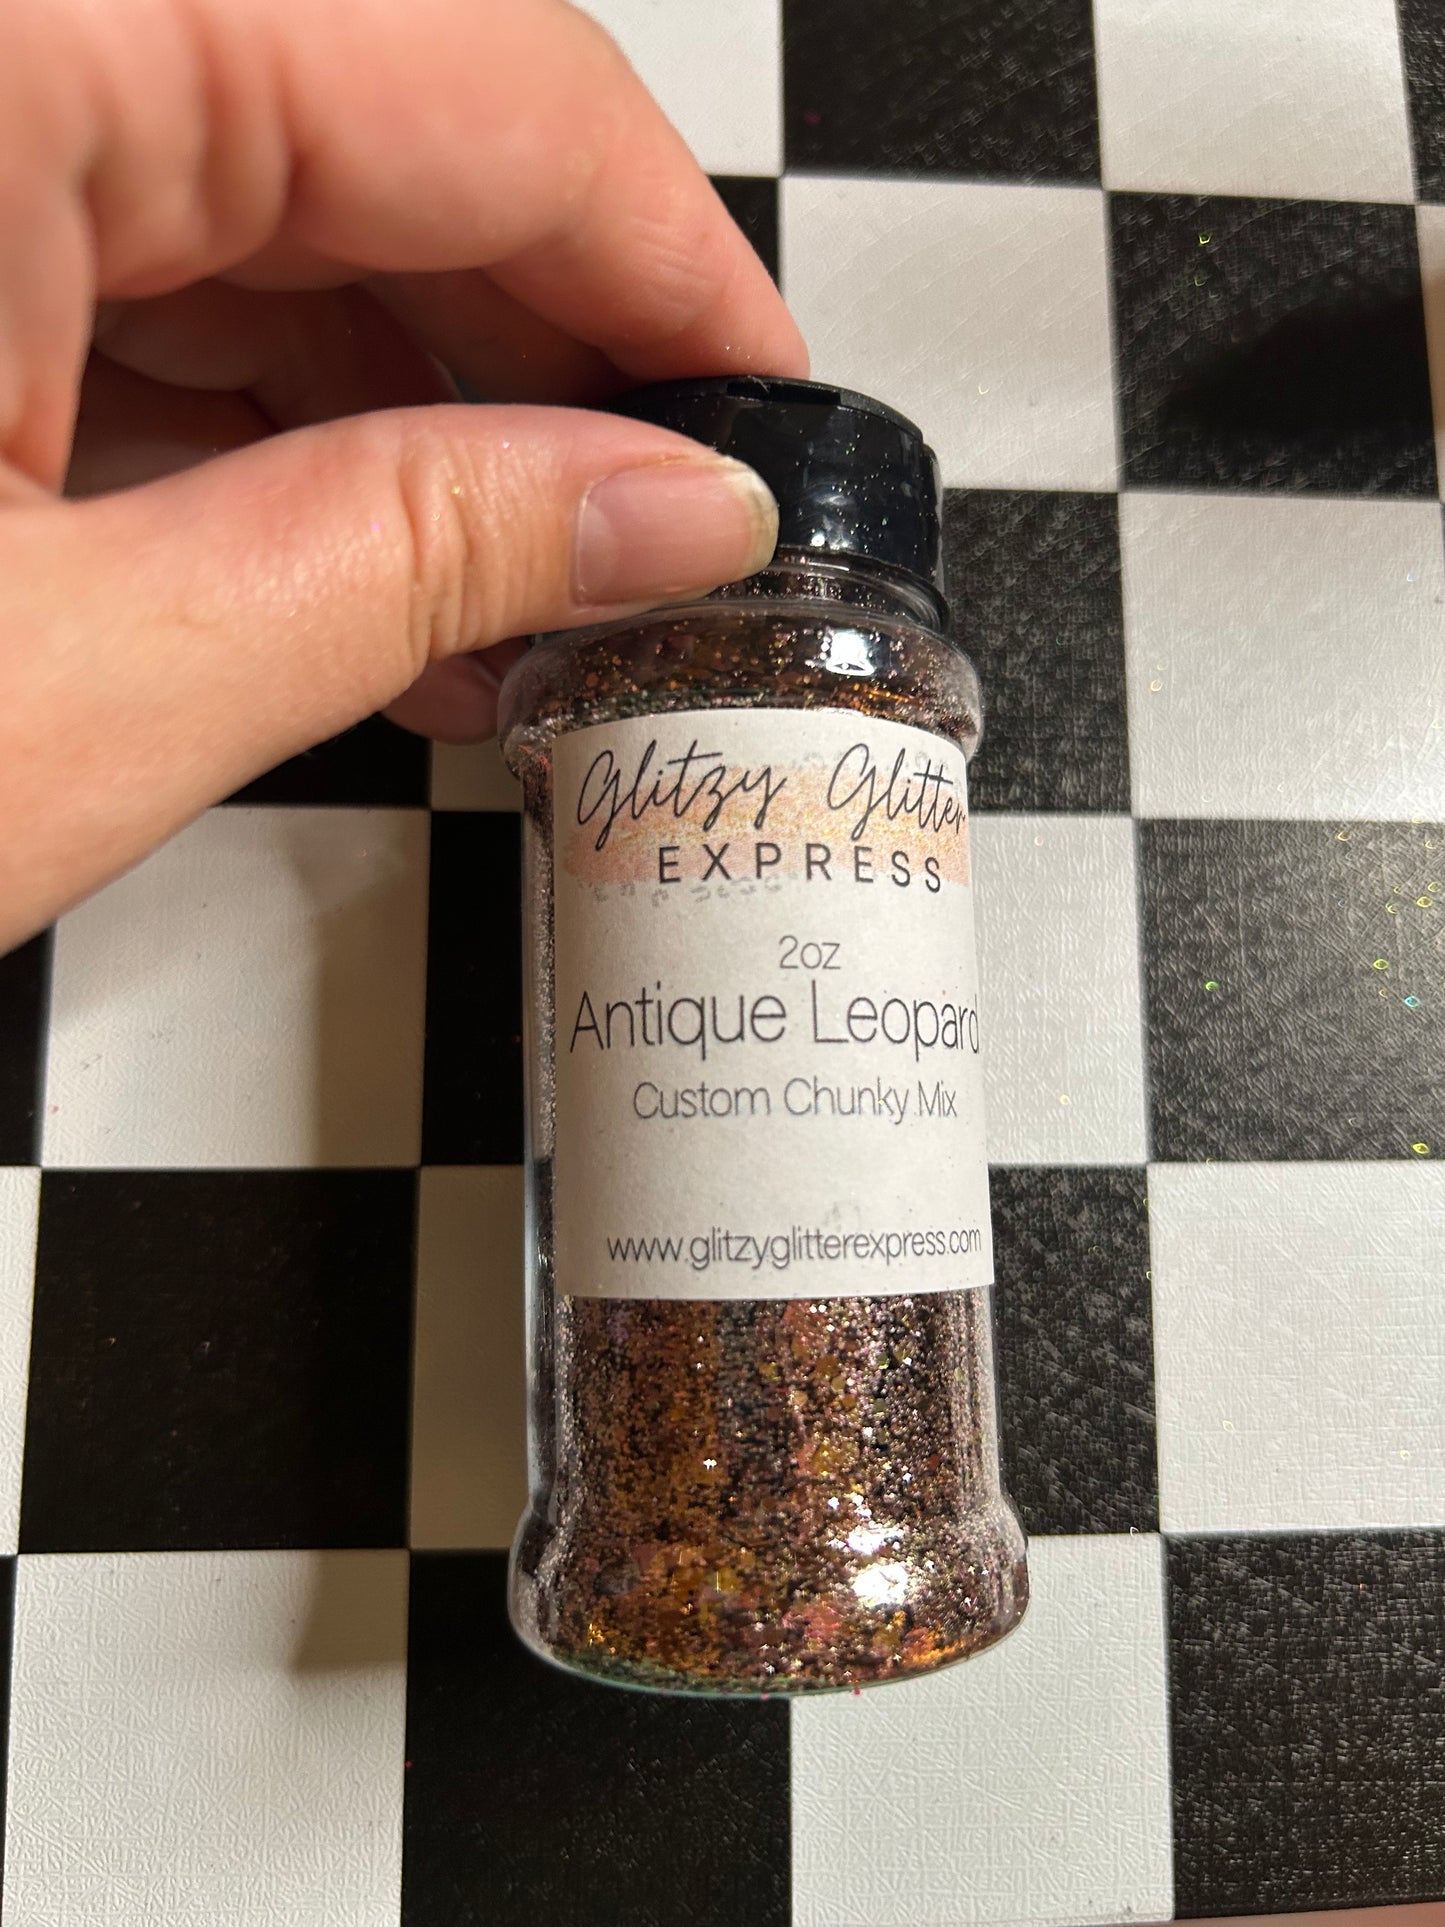 Glitzy Glitter
EXPRESS
2oz
Antique Leopard
Custom Chunky Mix
www.glitzyglitterexpress.com